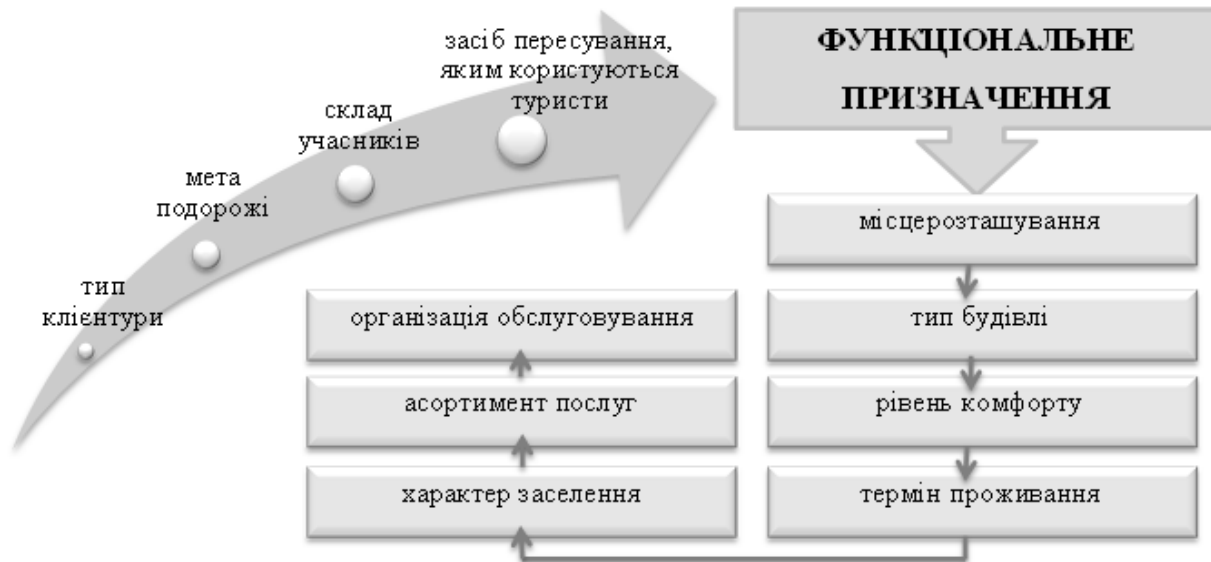 засіб пересування,
яким користуються
туристи
склад
учасників
мета
подорожі
тип
клієнтури
ФУНКЦІОНАЛЬНЕ
ПРИЗНАЧЕННЯ
місцерозташування
тип будівлі
рівень комфорту
термін проживання
характер заселення
асортимент послуг
організація обслуговування